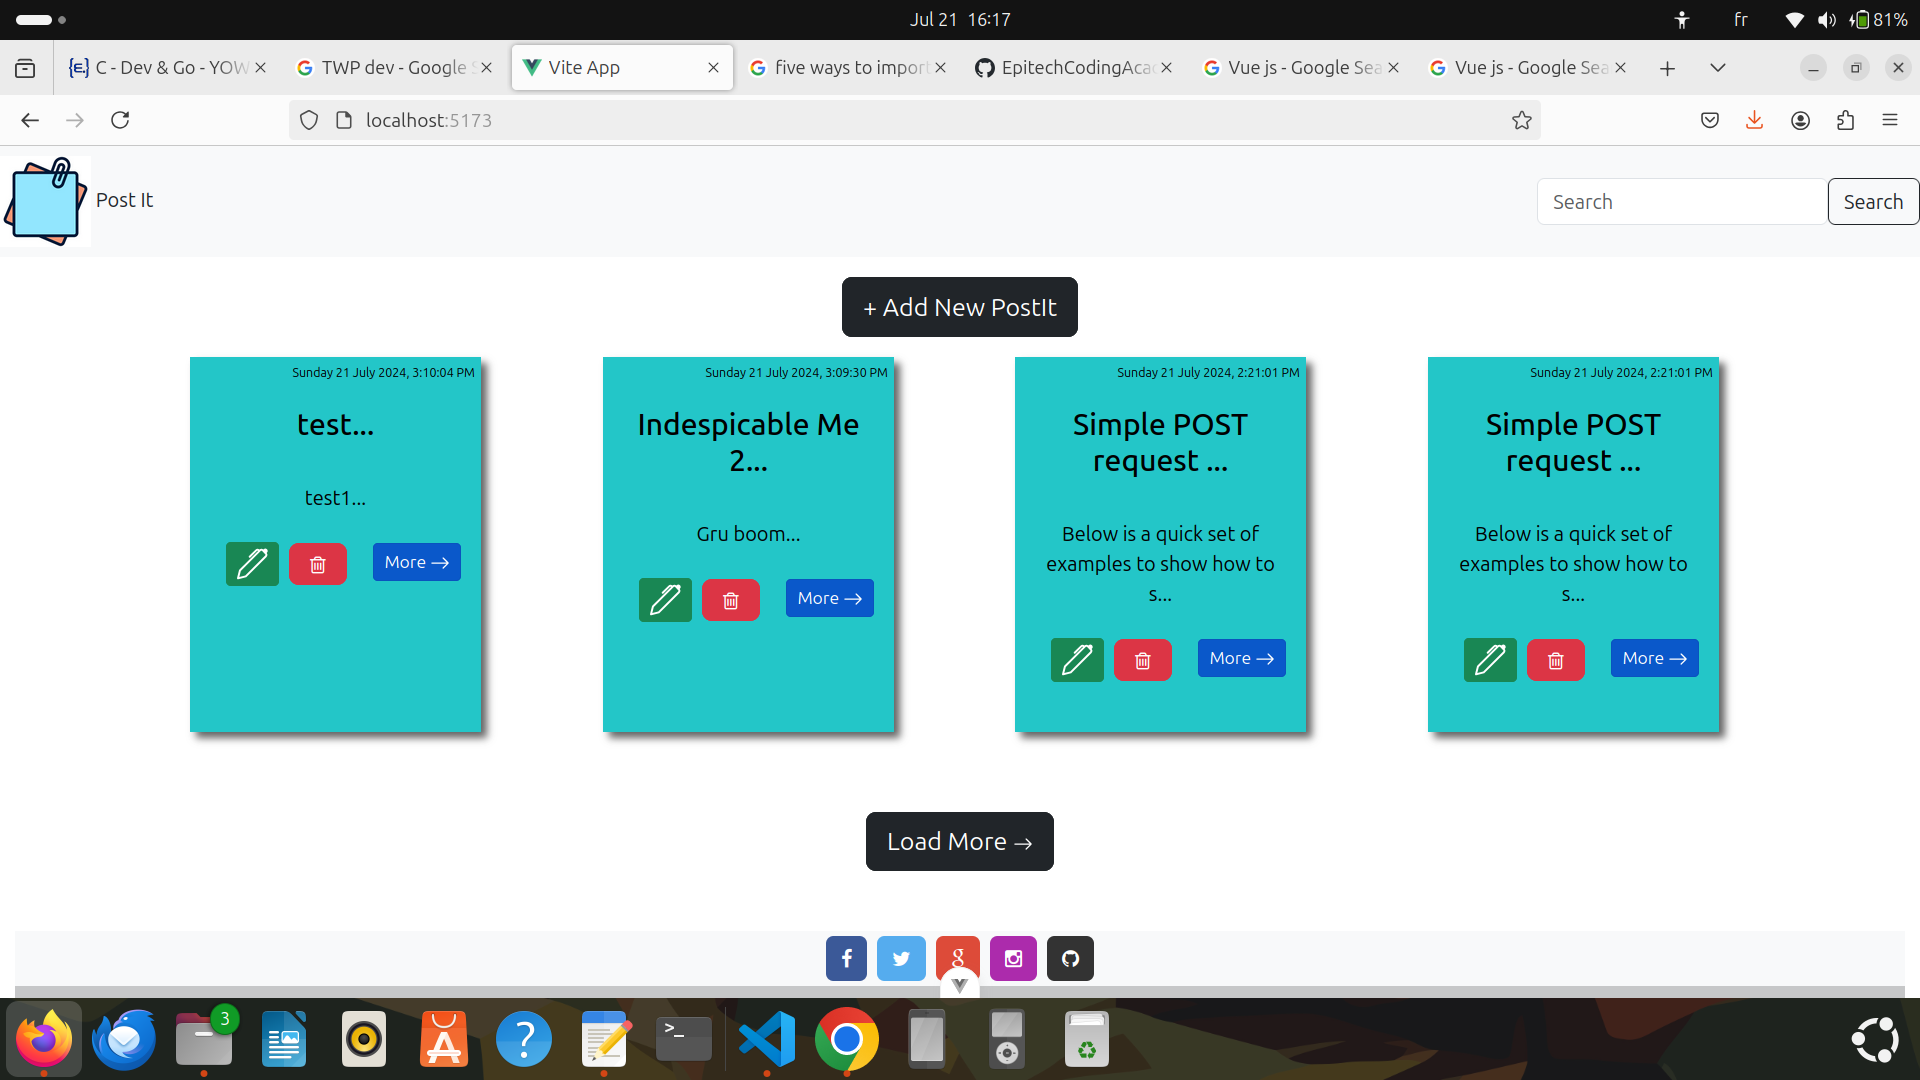 Jul 21 16:17
fr
81%
C - Dev & Go - YOW
TWP dev - Google S
Vite App
five ways to import
EpitechCodingAcad
Vue js - Google Sea
Vue js - Google Sea
localhost:5173
Post It
Search
Search
+ Add New PostIt
Sunday 21 July 2024, 3:10:04 PM
test...
test1...
More →
Sunday 21 July 2024, 3:09:30 PM
Indespicable Me
2...
Gru boom...
More →
Sunday 21 July 2024, 2:21:01 PM
Simple POST
request ...
Below is a quick set of
examples to show how to
s...
More →
Sunday 21 July 2024, 2:21:01 PM
Simple POST
request ...
Below is a quick set of
examples to show how to
s...
More →
Load More →
3